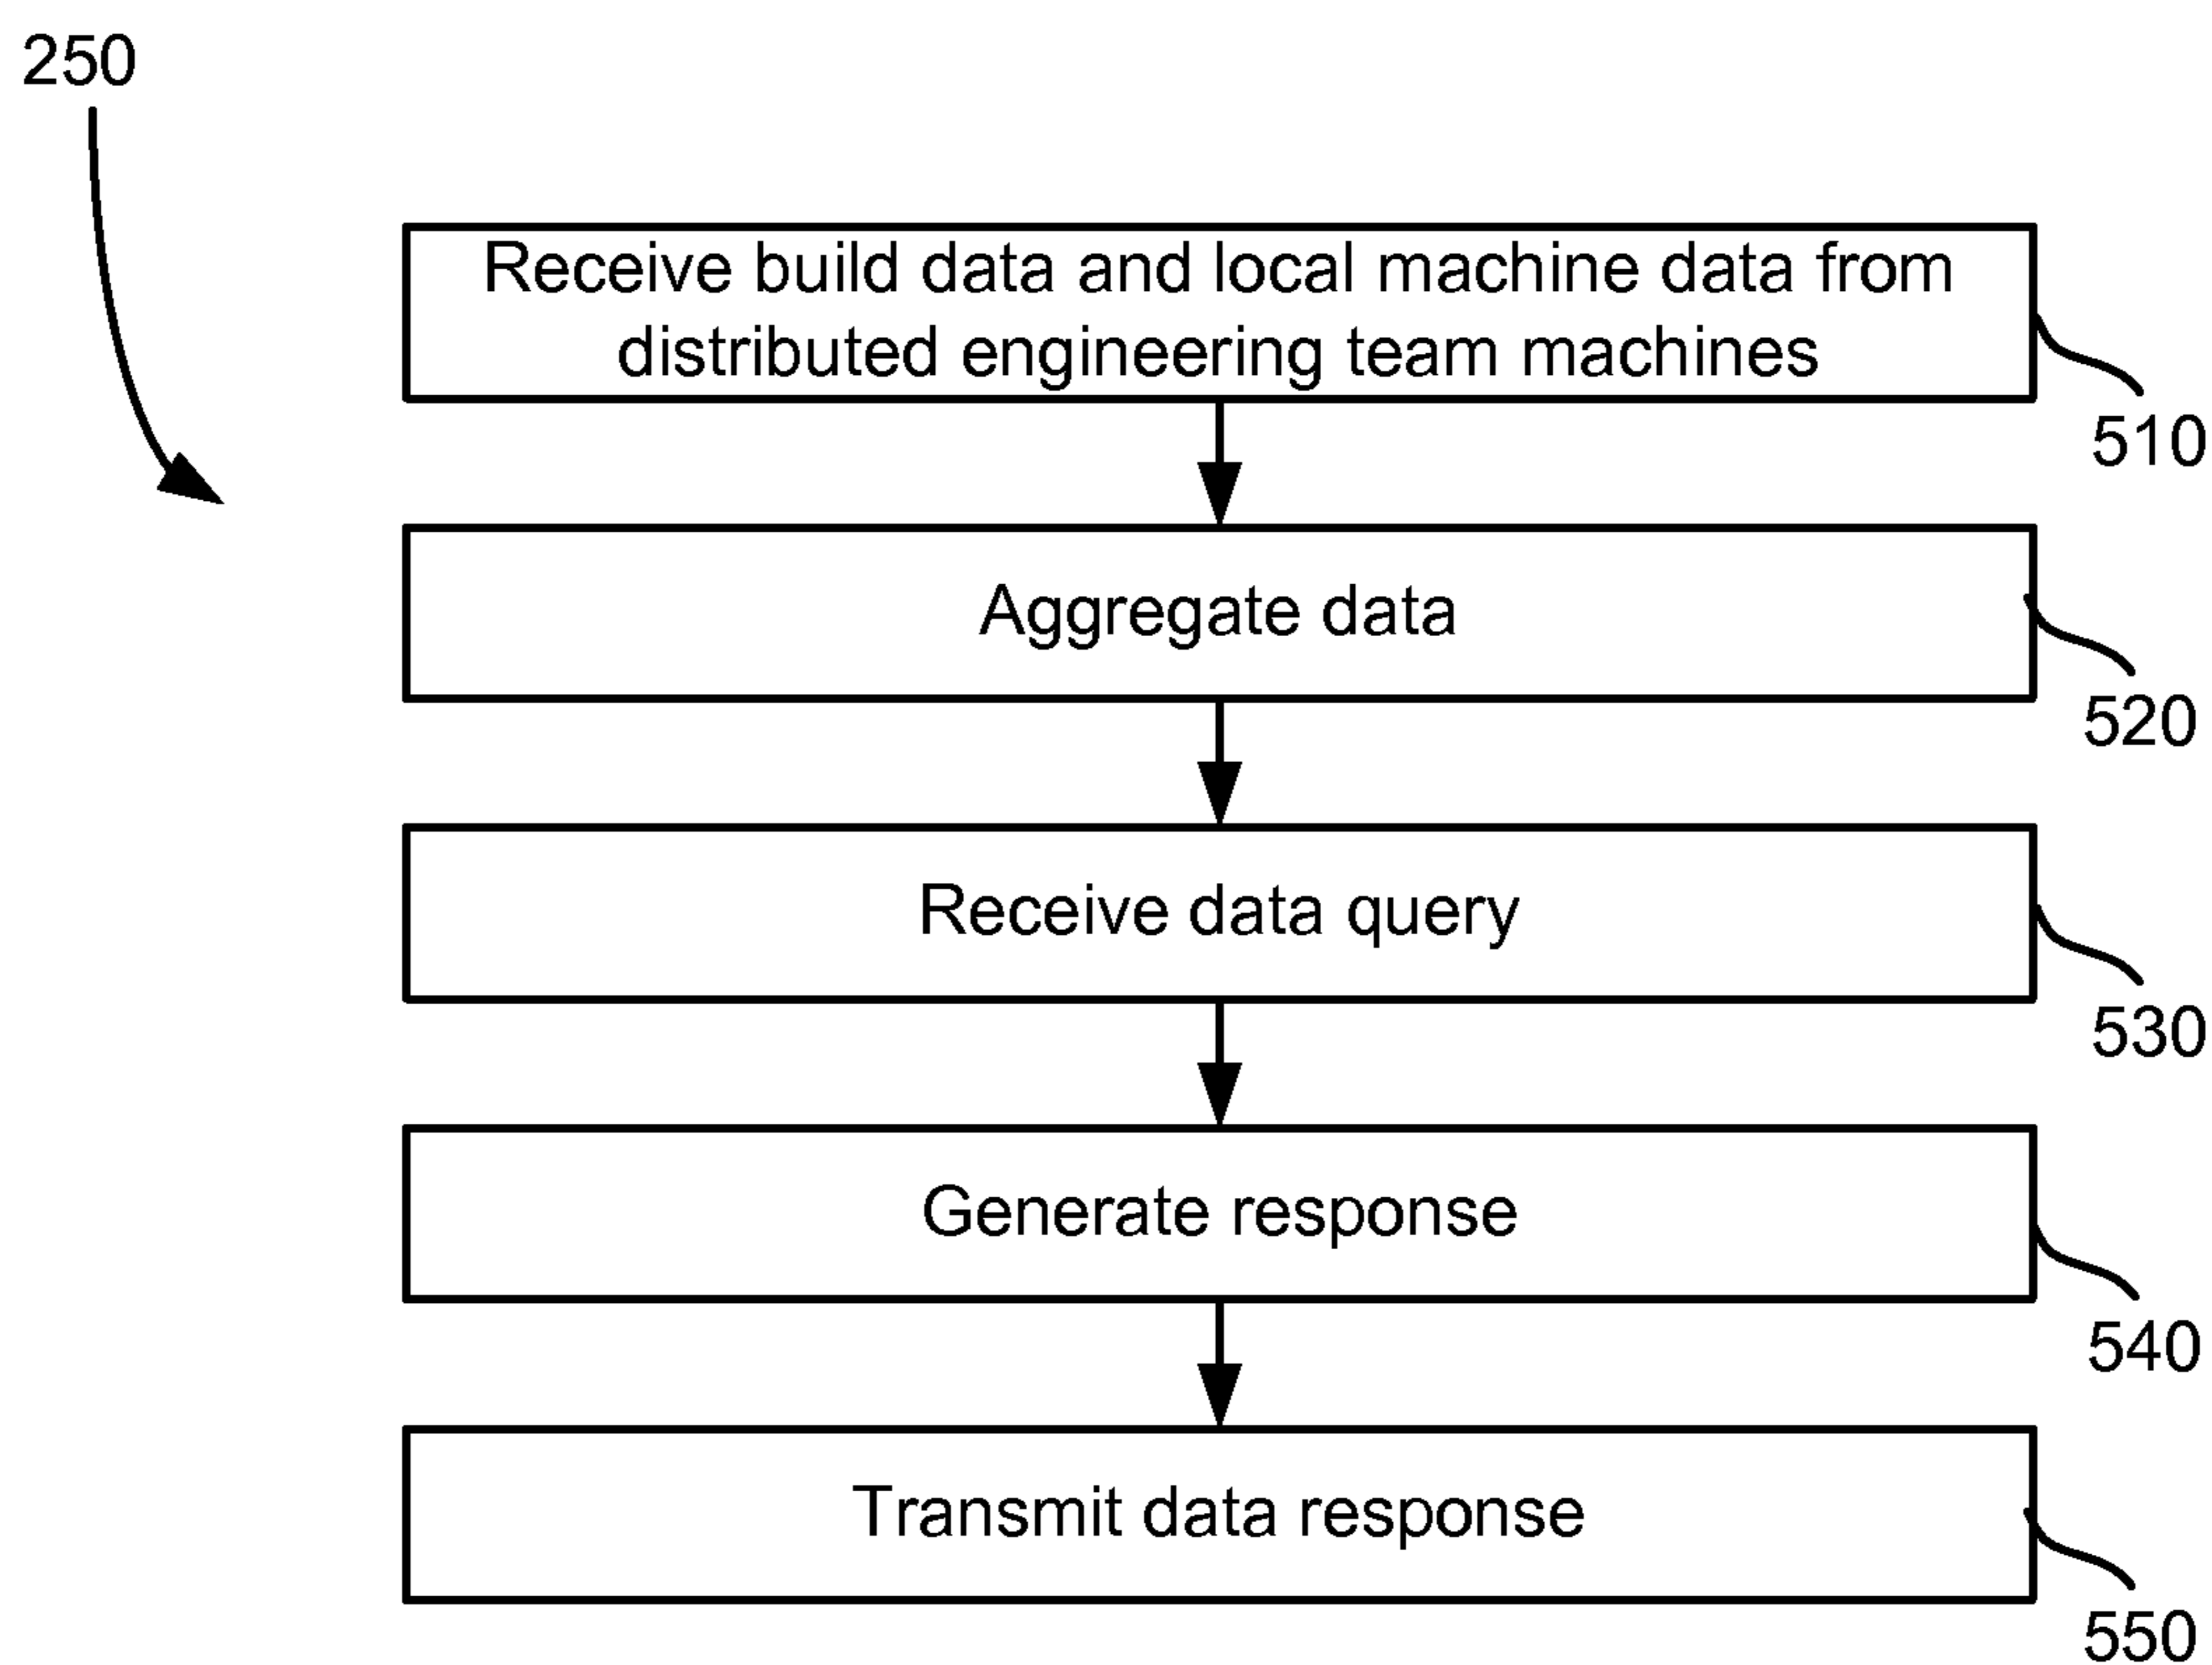 250
Receive build data and local machine data from
distributed engineering team machines
510
Aggregate data
520
Receive data query
530
Generate response
540
Transmit data response
550